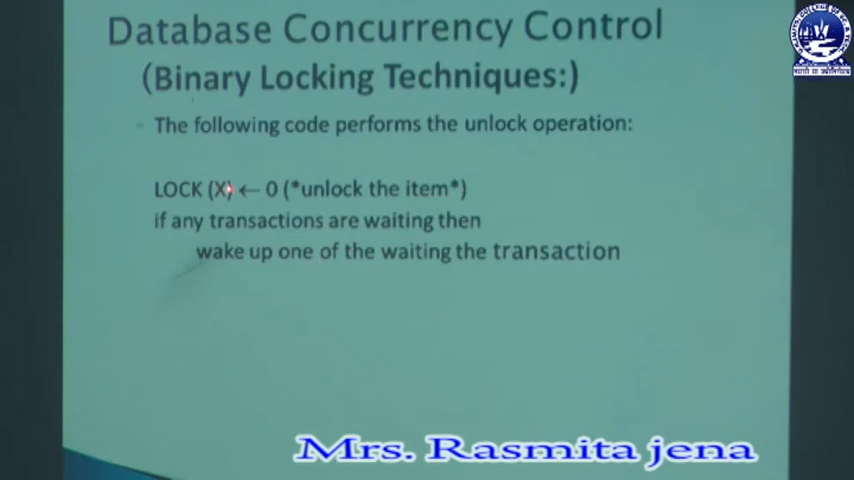 Database Concurrency Control
(Binary Locking Techniques:)
The following code performs the unlock operation:
LOCK (X) ← 0 (*unlock the item*)
if any transactions are waiting then
wake up one of the waiting the transaction
Mrs. Rasmita jena